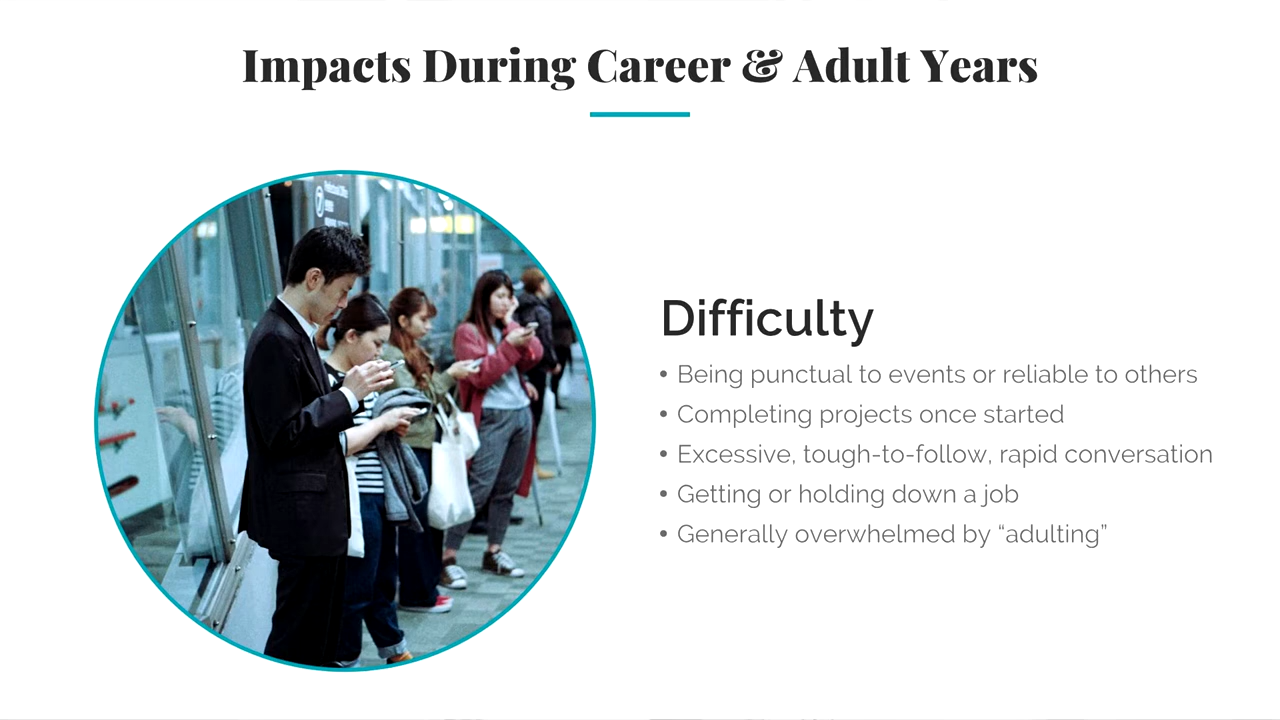 Impacts During Career & Adult Years
Difficulty
• Being punctual to events or reliable to others
• Completing projects once started
• Excessive, tough-to-follow, rapid conversation
• Getting or holding down a job
• Generally overwhelmed by “adulting”
7